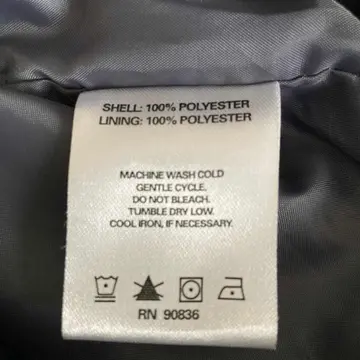 SHELL: 100% POLYESTER
LINING: 100% POLYESTER
MACHINE WASH COLD
GENTLE CYCLE.
DO NOT BLEACH.
TUMBLE DRY LOW.
COOL IRON, IF NECESSARY.
RN 90836